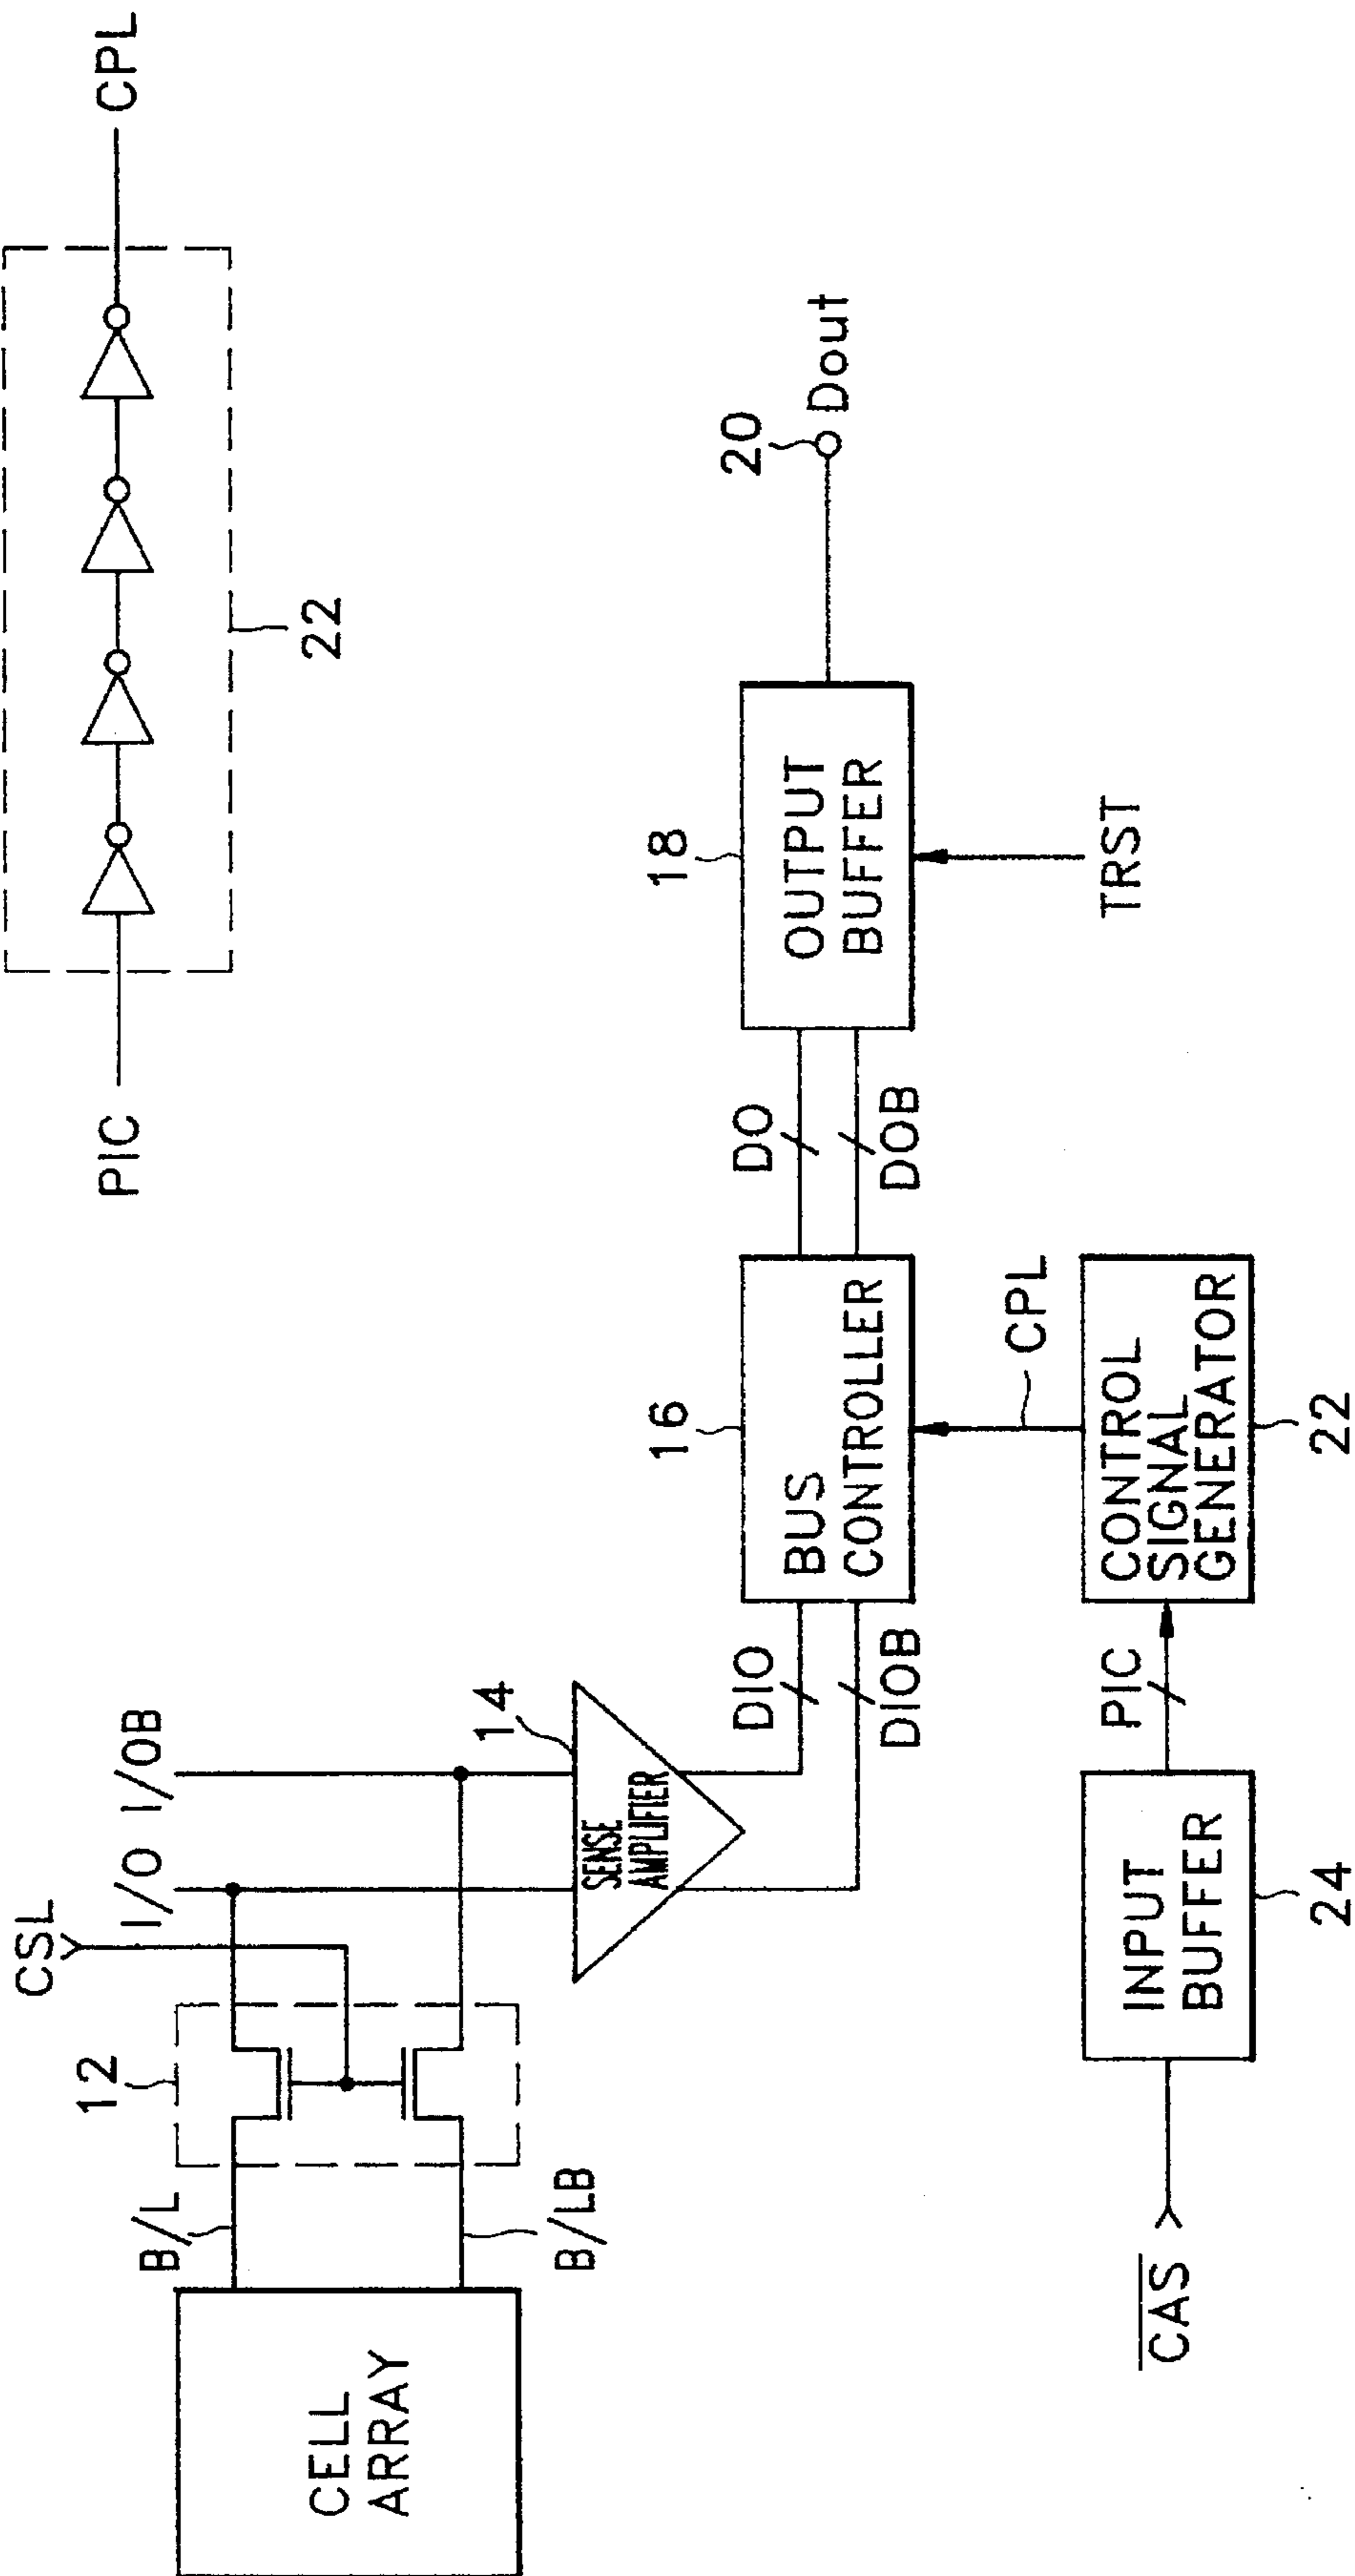 CSL
I/O
I/OB
12
B/L
B/LB
CELL
ARRAY
14
SENSE
AMPLIFIER
DIO
DIOB
16
BUS
CONTROLLER
DO
DOB
18
OUTPUT
BUFFER
20
Dout
TRST
CPL
CAS
INPUT
BUFFER
24
PIC
CONTROL
SIGNAL
GENERATOR
22
PIC
22
CPL